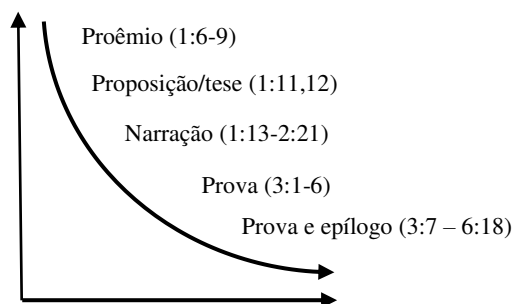 Proêmio (1:6-9)
Proposição/tese (1:11,12)
Narração (1:13-2:21)
Prova (3:1-6)
Prova e epílogo (3:7 – 6:18)